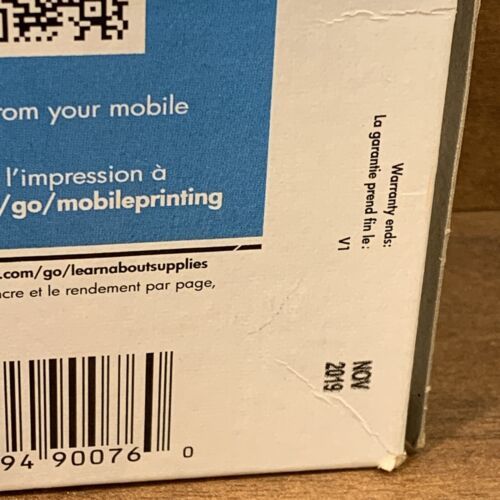 rom your mobile
l'impression à
/go/mobileprinting
.com/go/learnaboutsupplies
ncre et le rendement par page,
94 90076 0
Warranty ends:
La garantie prend fin le:
V1
NOV
2019